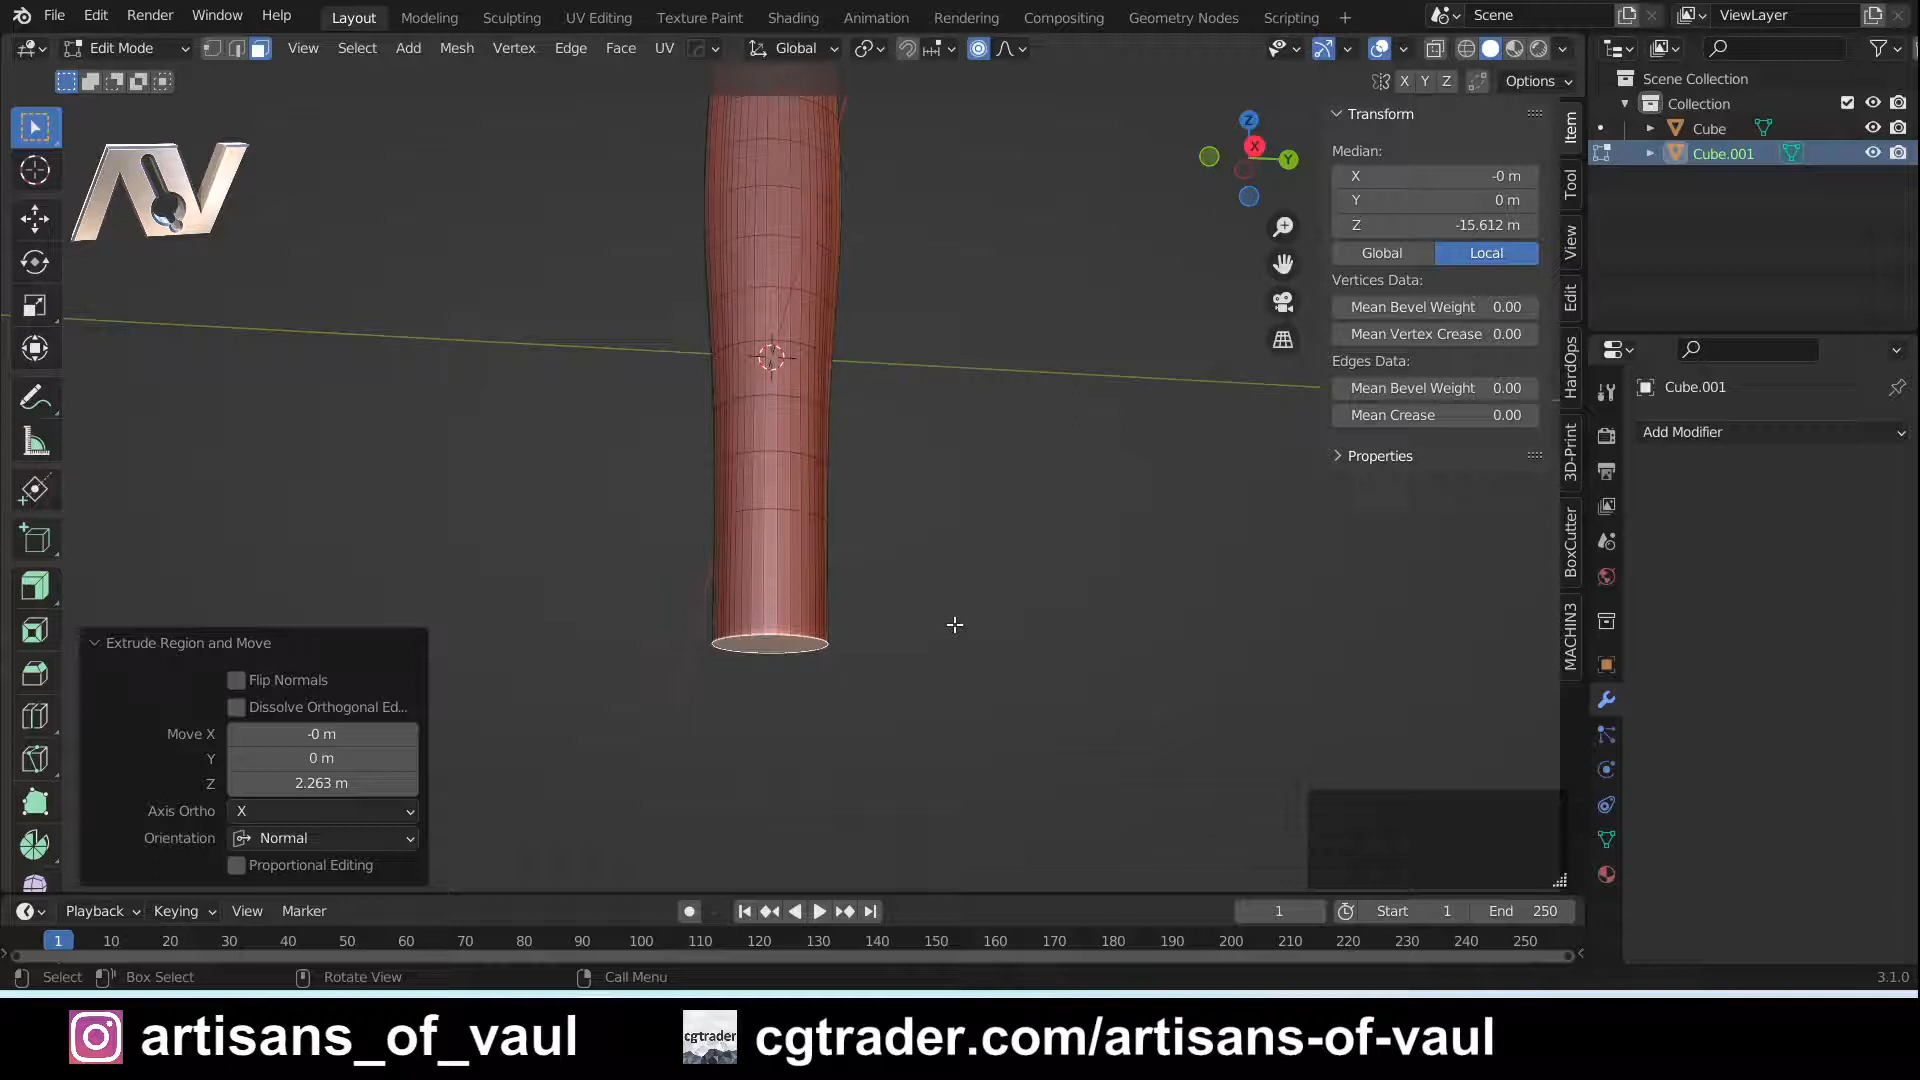 File Edit Render Window Help Layout Modeling Sculpting UV Editing Texture Paint Shading Animation Rendering Compositing Geometry Nodes Scripting + Scene ViewLayer
Edit Mode View Select Add Mesh Vertex Edge Face UV Global
X Y Z Options
Scene Collection
Collection
Cube
Cube.001
Transform
Median:
X -0 m
Y 0 m
Z -15.612 m
Global Local
Vertices Data:
Mean Bevel Weight 0.00
Mean Vertex Crease 0.00
Edges Data:
Mean Bevel Weight 0.00
Mean Crease 0.00
Properties
Item
Tool
View
Edit
HardOps
3D-Print
BoxCutter
MACHIN3
Z
X
Y
Cube.001
Add Modifier
Extrude Region and Move
Flip Normals
Dissolve Orthogonal Ed...
Move X -0 m
Y 0 m
Z 2.263 m
Axis Ortho X
Orientation Normal
Proportional Editing
Playback Keying View Marker 1 Start 1 End 250
1 10 20 30 40 50 60 70 80 90 100 110 120 130 140 150 160 170 180 190 200 210 220 230 240 250
Select Box Select Rotate View Call Menu 3.1.0
artisans_of_vaul cgtrader cgtrader.com/artisans-of-vaul